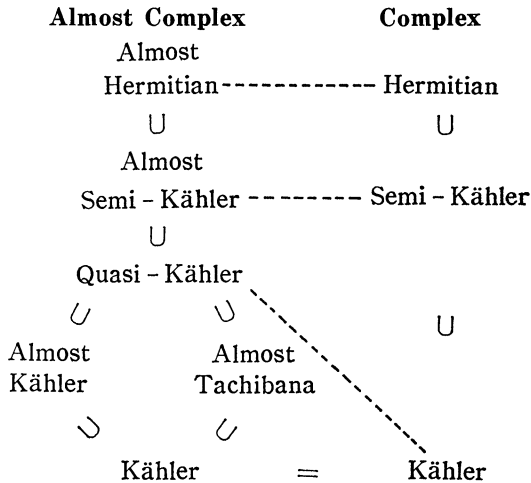 Almost Complex Complex
Almost
Hermitian Hermitian
∪ ∪
Almost
Semi – Kähler Semi – Kähler
∪
Quasi – Kähler
∪ ∪ ∪
Almost Almost
Kähler Tachibana
∪ ∪
Kähler = Kähler